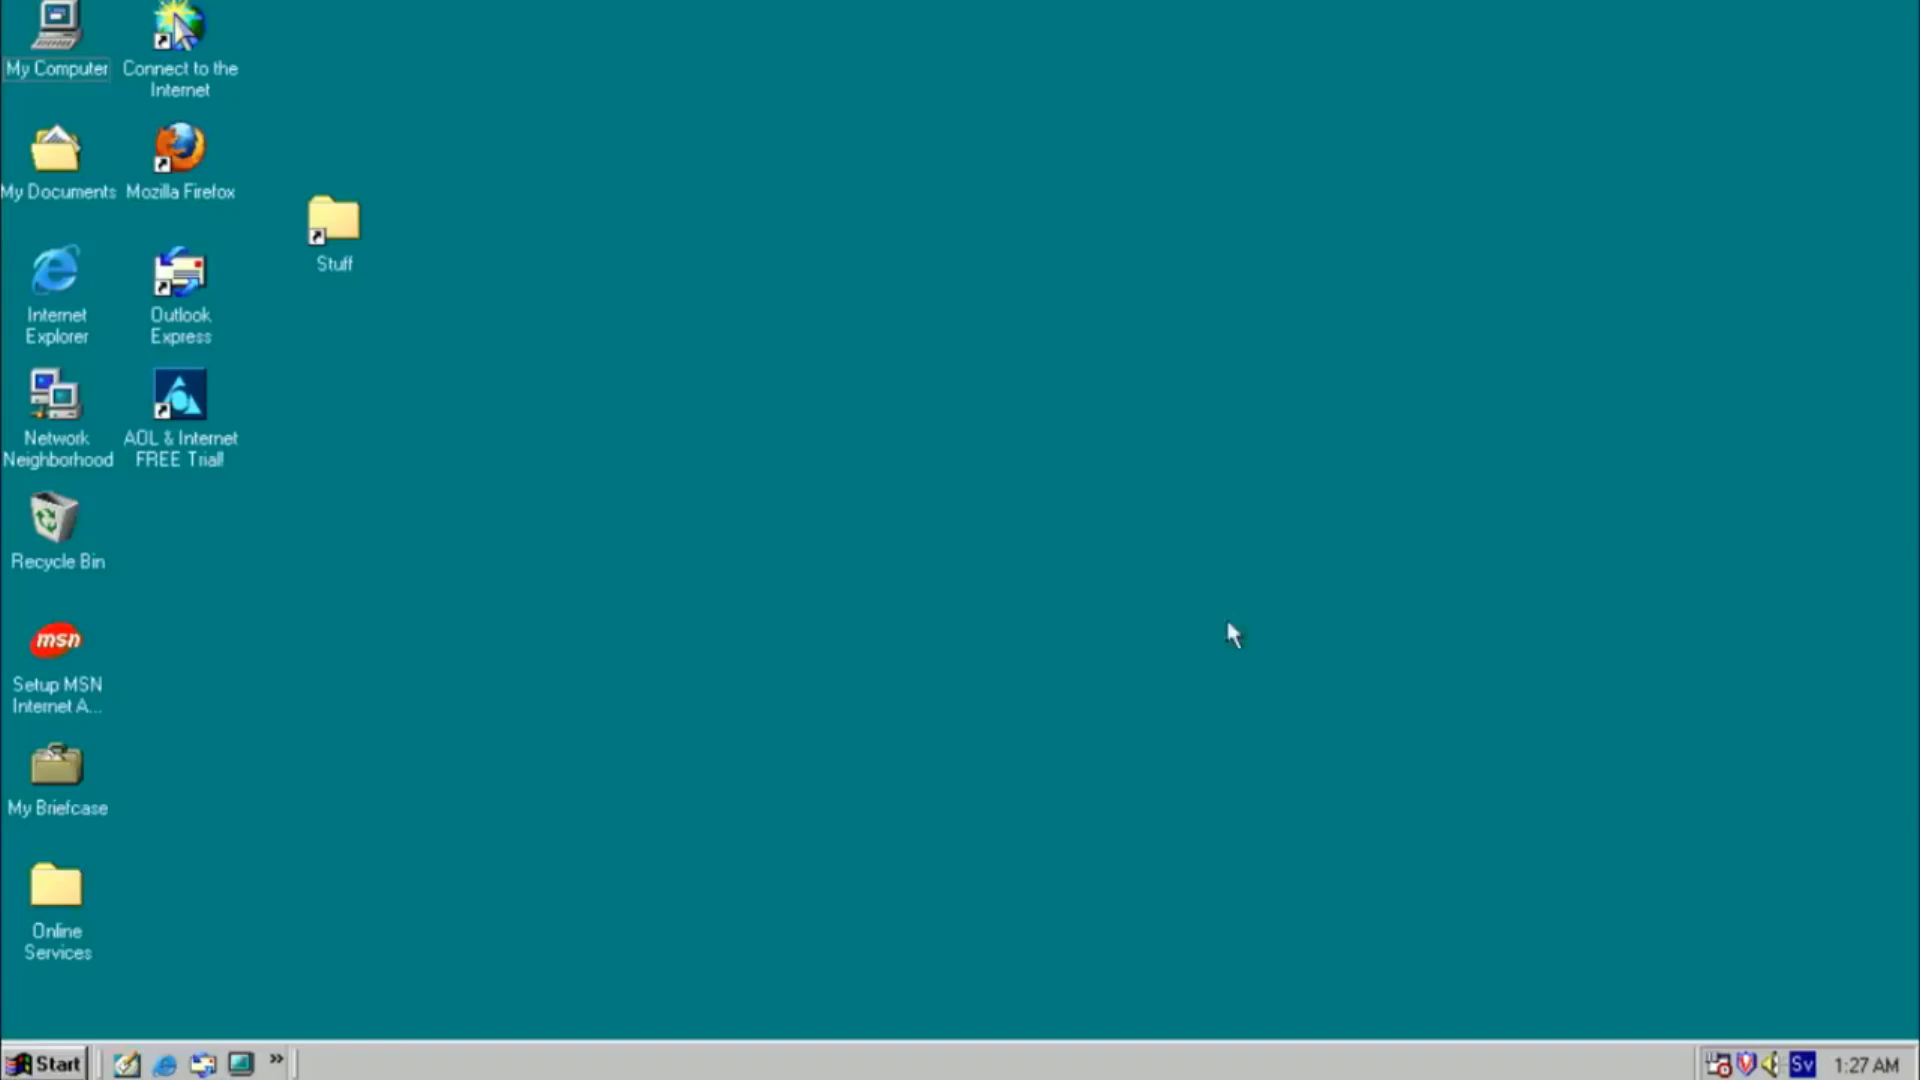 My Computer
Connect to the
Internet
My Documents
Mozilla Firefox
Stuff
Internet
Explorer
Outlook
Express
Network
Neighborhood
AOL & Internet
FREE Trial!
Recycle Bin
msn
Setup MSN
Internet A...
My Briefcase
Online
Services
Start
Sv
1:27 AM